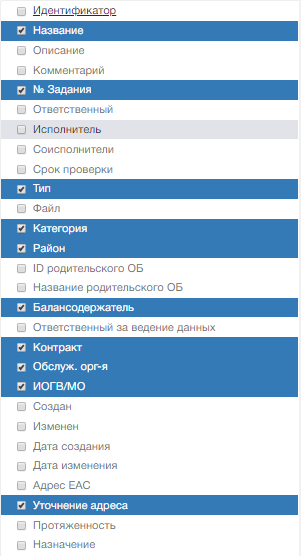 Идентификатор
Название
Описание
Комментарий
№ Задания
Ответственный
Исполнитель
Соисполнители
Срок проверки
Тип
Файл
Категория
Район
ID родительского ОБ
Название родительского ОБ
Балансодержатель
Ответственный за ведение данных
Контракт
Обслуж. орг-я
ИОГВ/МО
Создан
Изменен
Дата создания
Дата изменения
Адрес ЕАС
Уточнение адреса
Протяженность
Назначение